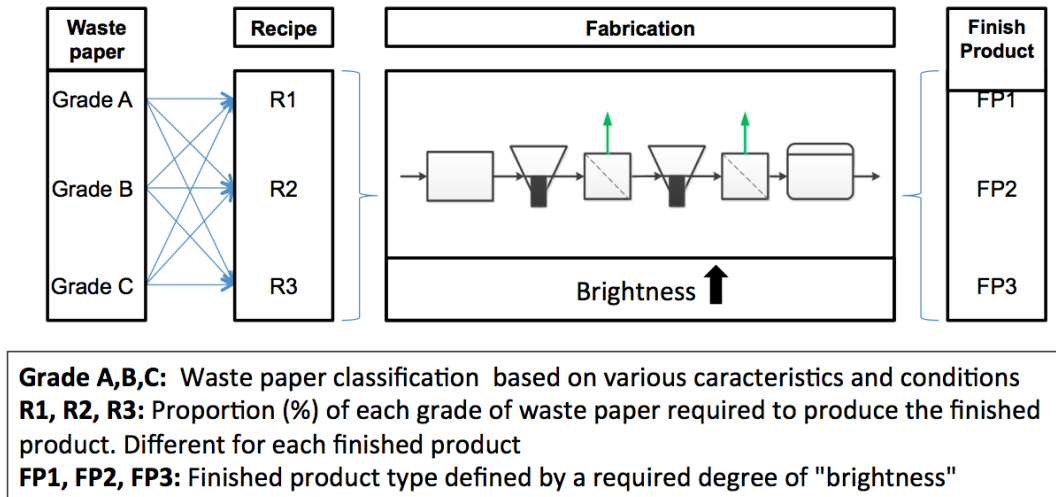 Waste
paper
Recipe
Fabrication
Finish
Product
Grade A
R1
FP1
Grade B
R2
FP2
Grade C
R3
Brightness
FP3
Grade A,B,C: Waste paper classification based on various caracteristics and conditions
R1, R2, R3: Proportion (%) of each grade of waste paper required to produce the finished
product. Different for each finished product
FP1, FP2, FP3: Finished product type defined by a required degree of "brightness"